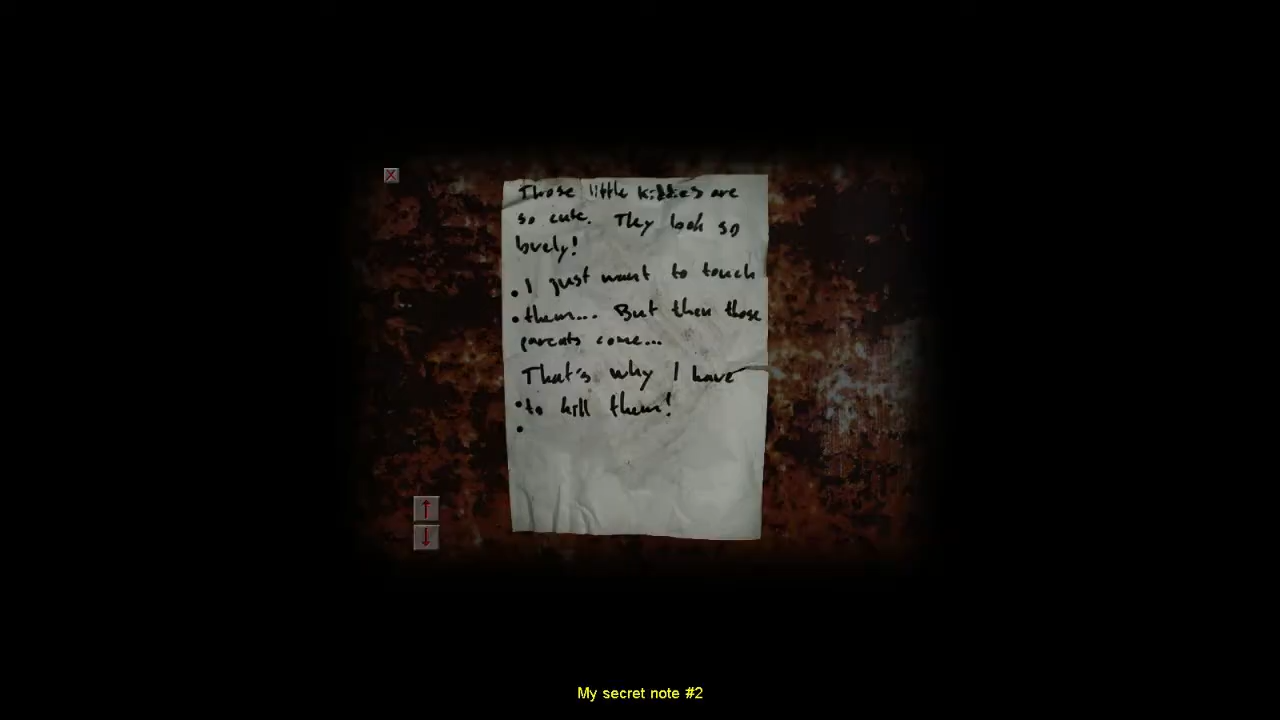 Those little kiddies are
so cute. They look so
lovely!
I just want to touch
them... But then those
parents come...
That's why I have
to kill them!
My secret note #2